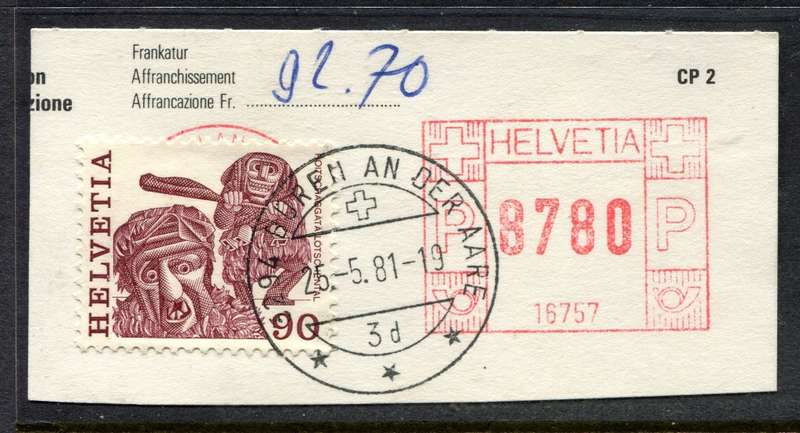 Frankatur
Affranchissement
Affrancazione Fr. 92.70
CP 2
on
zione
HELVETIA
90
BÜREN AN DER AARE
25-5.81-19
3d
HELVETIA
P 8780 P
16757